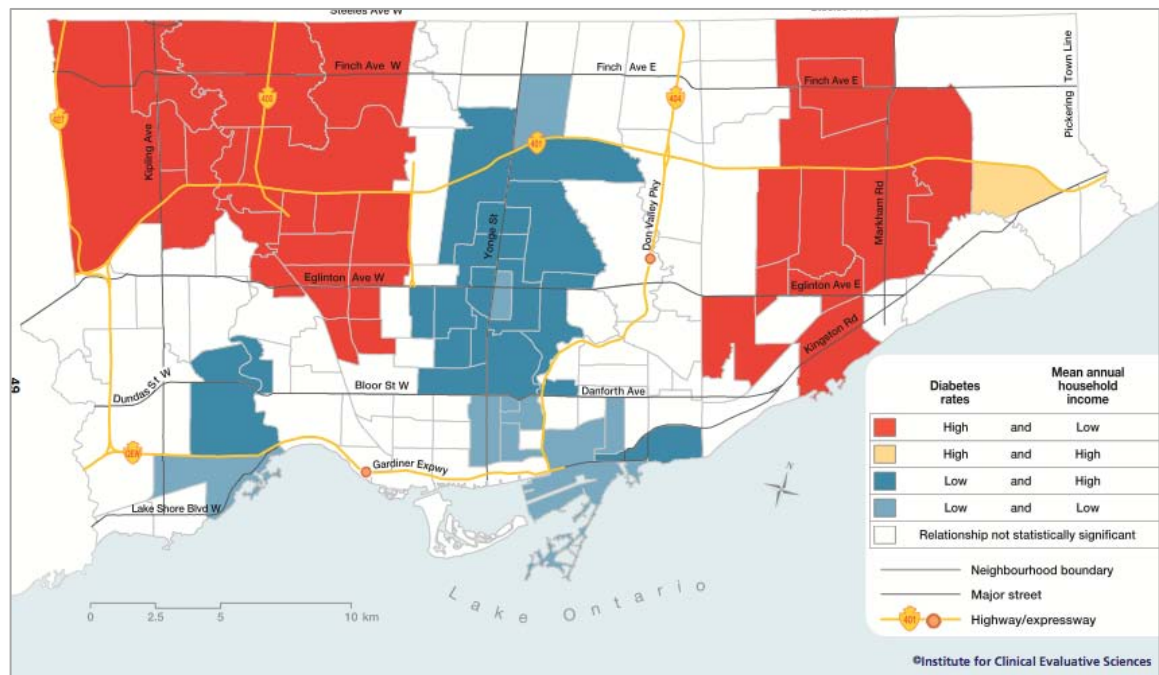 Steeles Ave W
Finch Ave W
Finch Ave E
Finch Ave E
Pickering Town Line
407
400
404
401
Kipling Ave
Yonge St
Don Valley Pky
Markham Rd
Eglinton Ave W
Eglinton Ave E
Kingston Rd
49
Dundas St W
Bloor St W
Danforth Ave
QEW
Gardiner Expwy
Lake Shore Blvd W
N
Lake Ontario
0 2.5 5 10 km
Diabetes rates Mean annual household income
High and Low
High and High
Low and High
Low and Low
Relationship not statistically significant
Neighbourhood boundary
Major street
401 Highway/expressway
©Institute for Clinical Evaluative Sciences